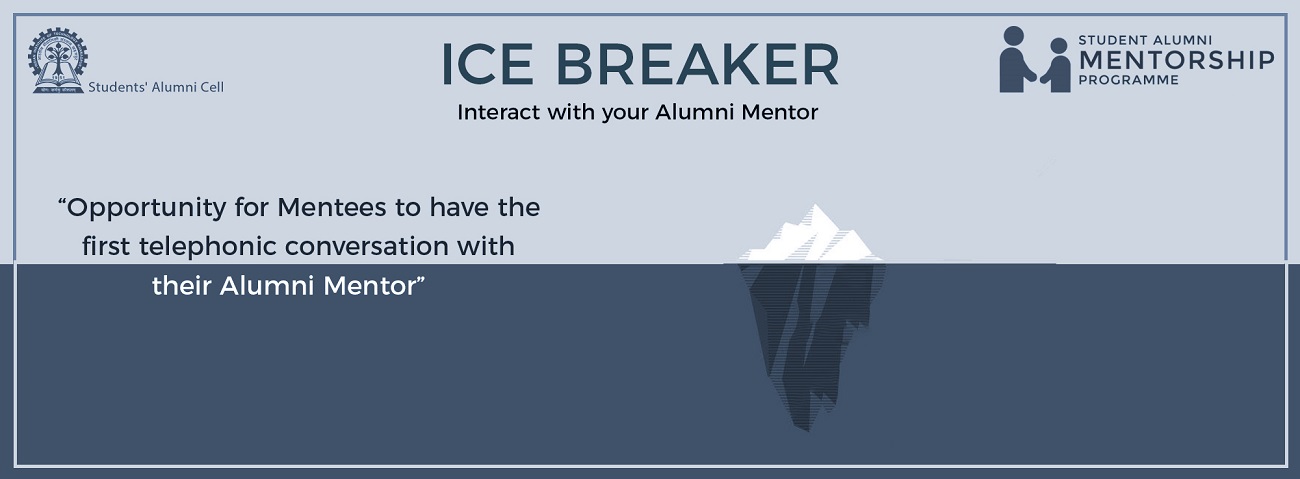 ICE BREAKER
Interact with your Alumni Mentor
Students' Alumni Cell
STUDENT ALUMNI
MENTORSHIP
PROGRAMME
“Opportunity for Mentees to have the
first telephonic conversation with
their Alumni Mentor”